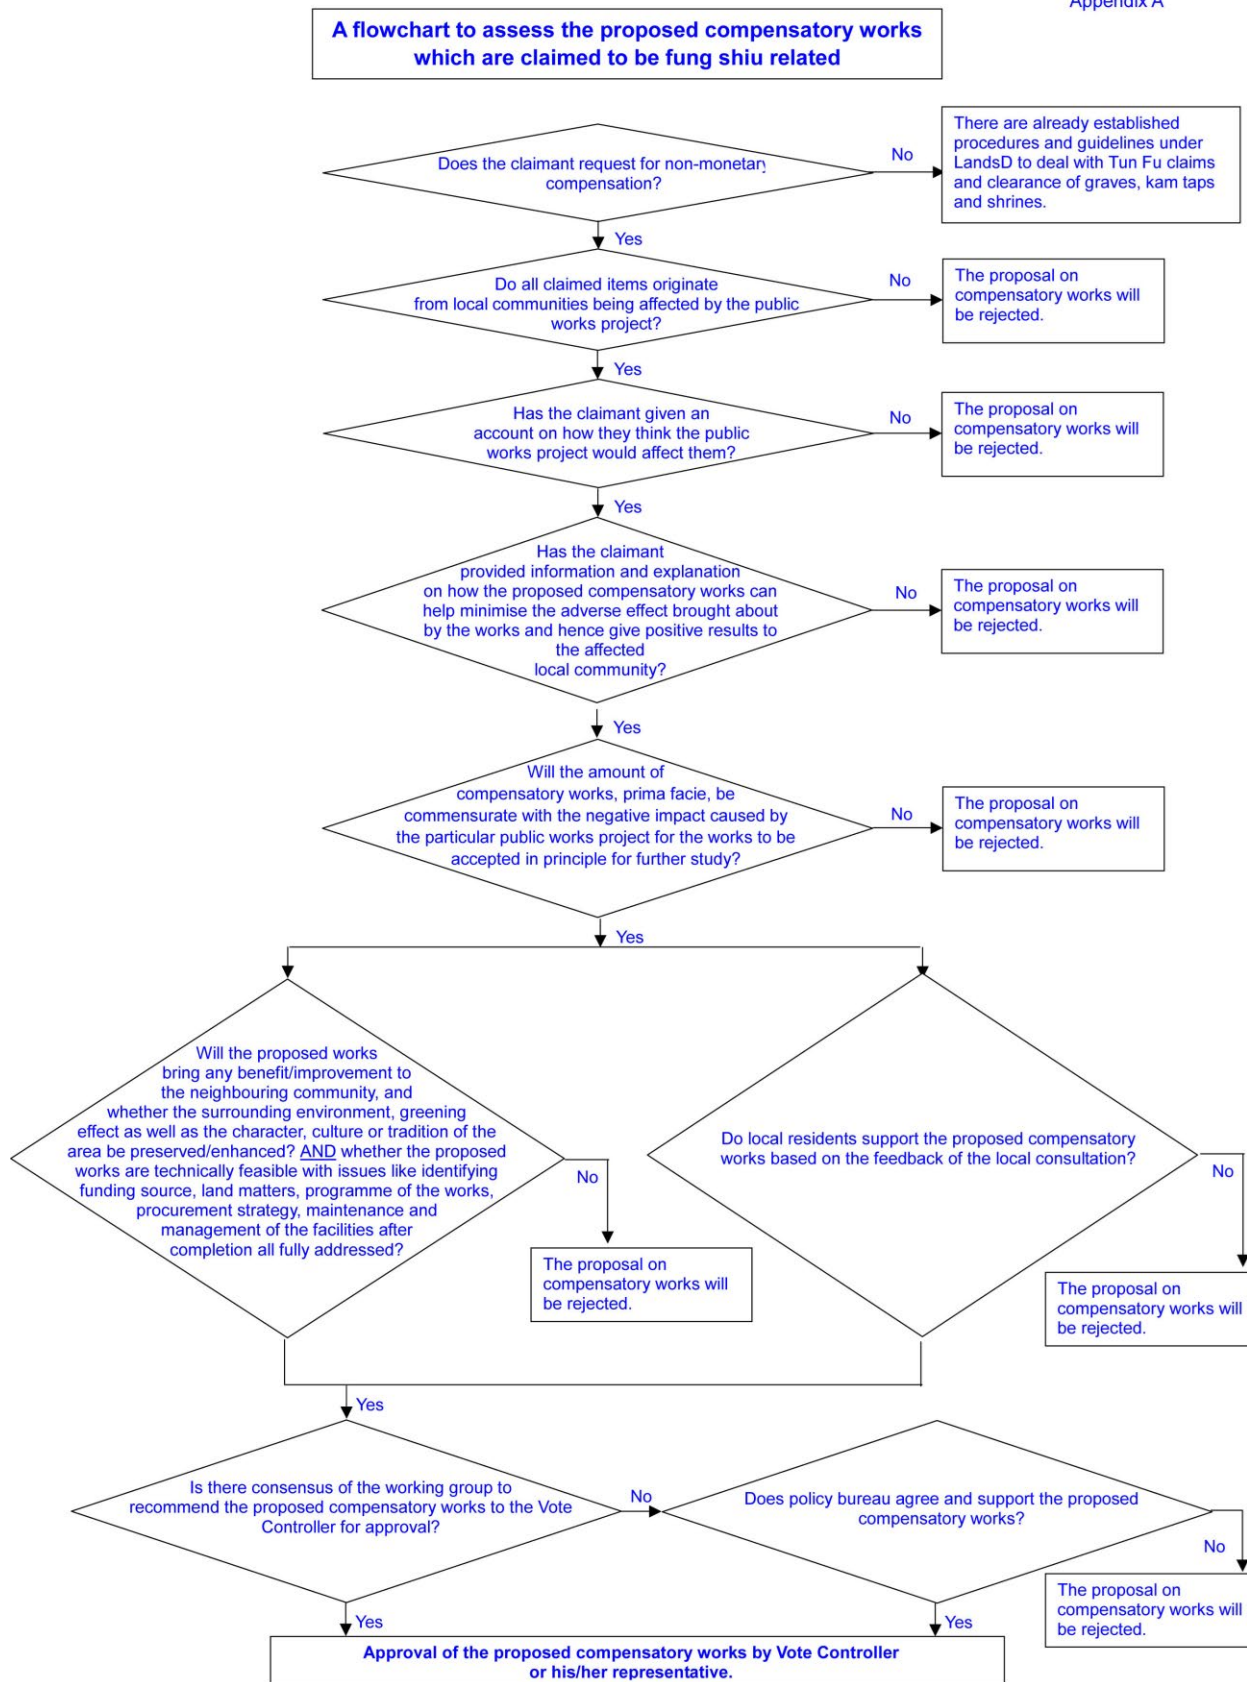 Appendix A
A flowchart to assess the proposed compensatory works
which are claimed to be fung shiu related
Does the claimant request for non-monetary
compensation?
No
There are already established
procedures and guidelines under
LandsD to deal with Tun Fu claims
and clearance of graves, kam taps
and shrines.
Yes
Do all claimed items originate
from local communities being affected by the public
works project?
No
The proposal on
compensatory works will
be rejected.
Yes
Has the claimant given an
account on how they think the public
works project would affect them?
No
The proposal on
compensatory works will
be rejected.
Yes
Has the claimant
provided information and explanation
on how the proposed compensatory works can
help minimise the adverse effect brought about
by the works and hence give positive results to
the affected
local community?
No
The proposal on
compensatory works will
be rejected.
Yes
Will the amount of
compensatory works, prima facie, be
commensurate with the negative impact caused by
the particular public works project for the works to be
accepted in principle for further study?
No
The proposal on
compensatory works will
be rejected.
Yes
Will the proposed works
bring any benefit/improvement to
the neighbouring community, and
whether the surrounding environment, greening
effect as well as the character, culture or tradition of the
area be preserved/enhanced? AND whether the proposed
works are technically feasible with issues like identifying
funding source, land matters, programme of the works,
procurement strategy, maintenance and
management of the facilities after
completion all fully addressed?
No
The proposal on
compensatory works will
be rejected.
Do local residents support the proposed compensatory
works based on the feedback of the local consultation?
No
The proposal on
compensatory works will
be rejected.
Yes
Is there consensus of the working group to
recommend the proposed compensatory works to the Vote
Controller for approval?
No
Does policy bureau agree and support the proposed
compensatory works?
No
The proposal on
compensatory works will
be rejected.
Yes
Yes
Approval of the proposed compensatory works by Vote Controller
or his/her representative.